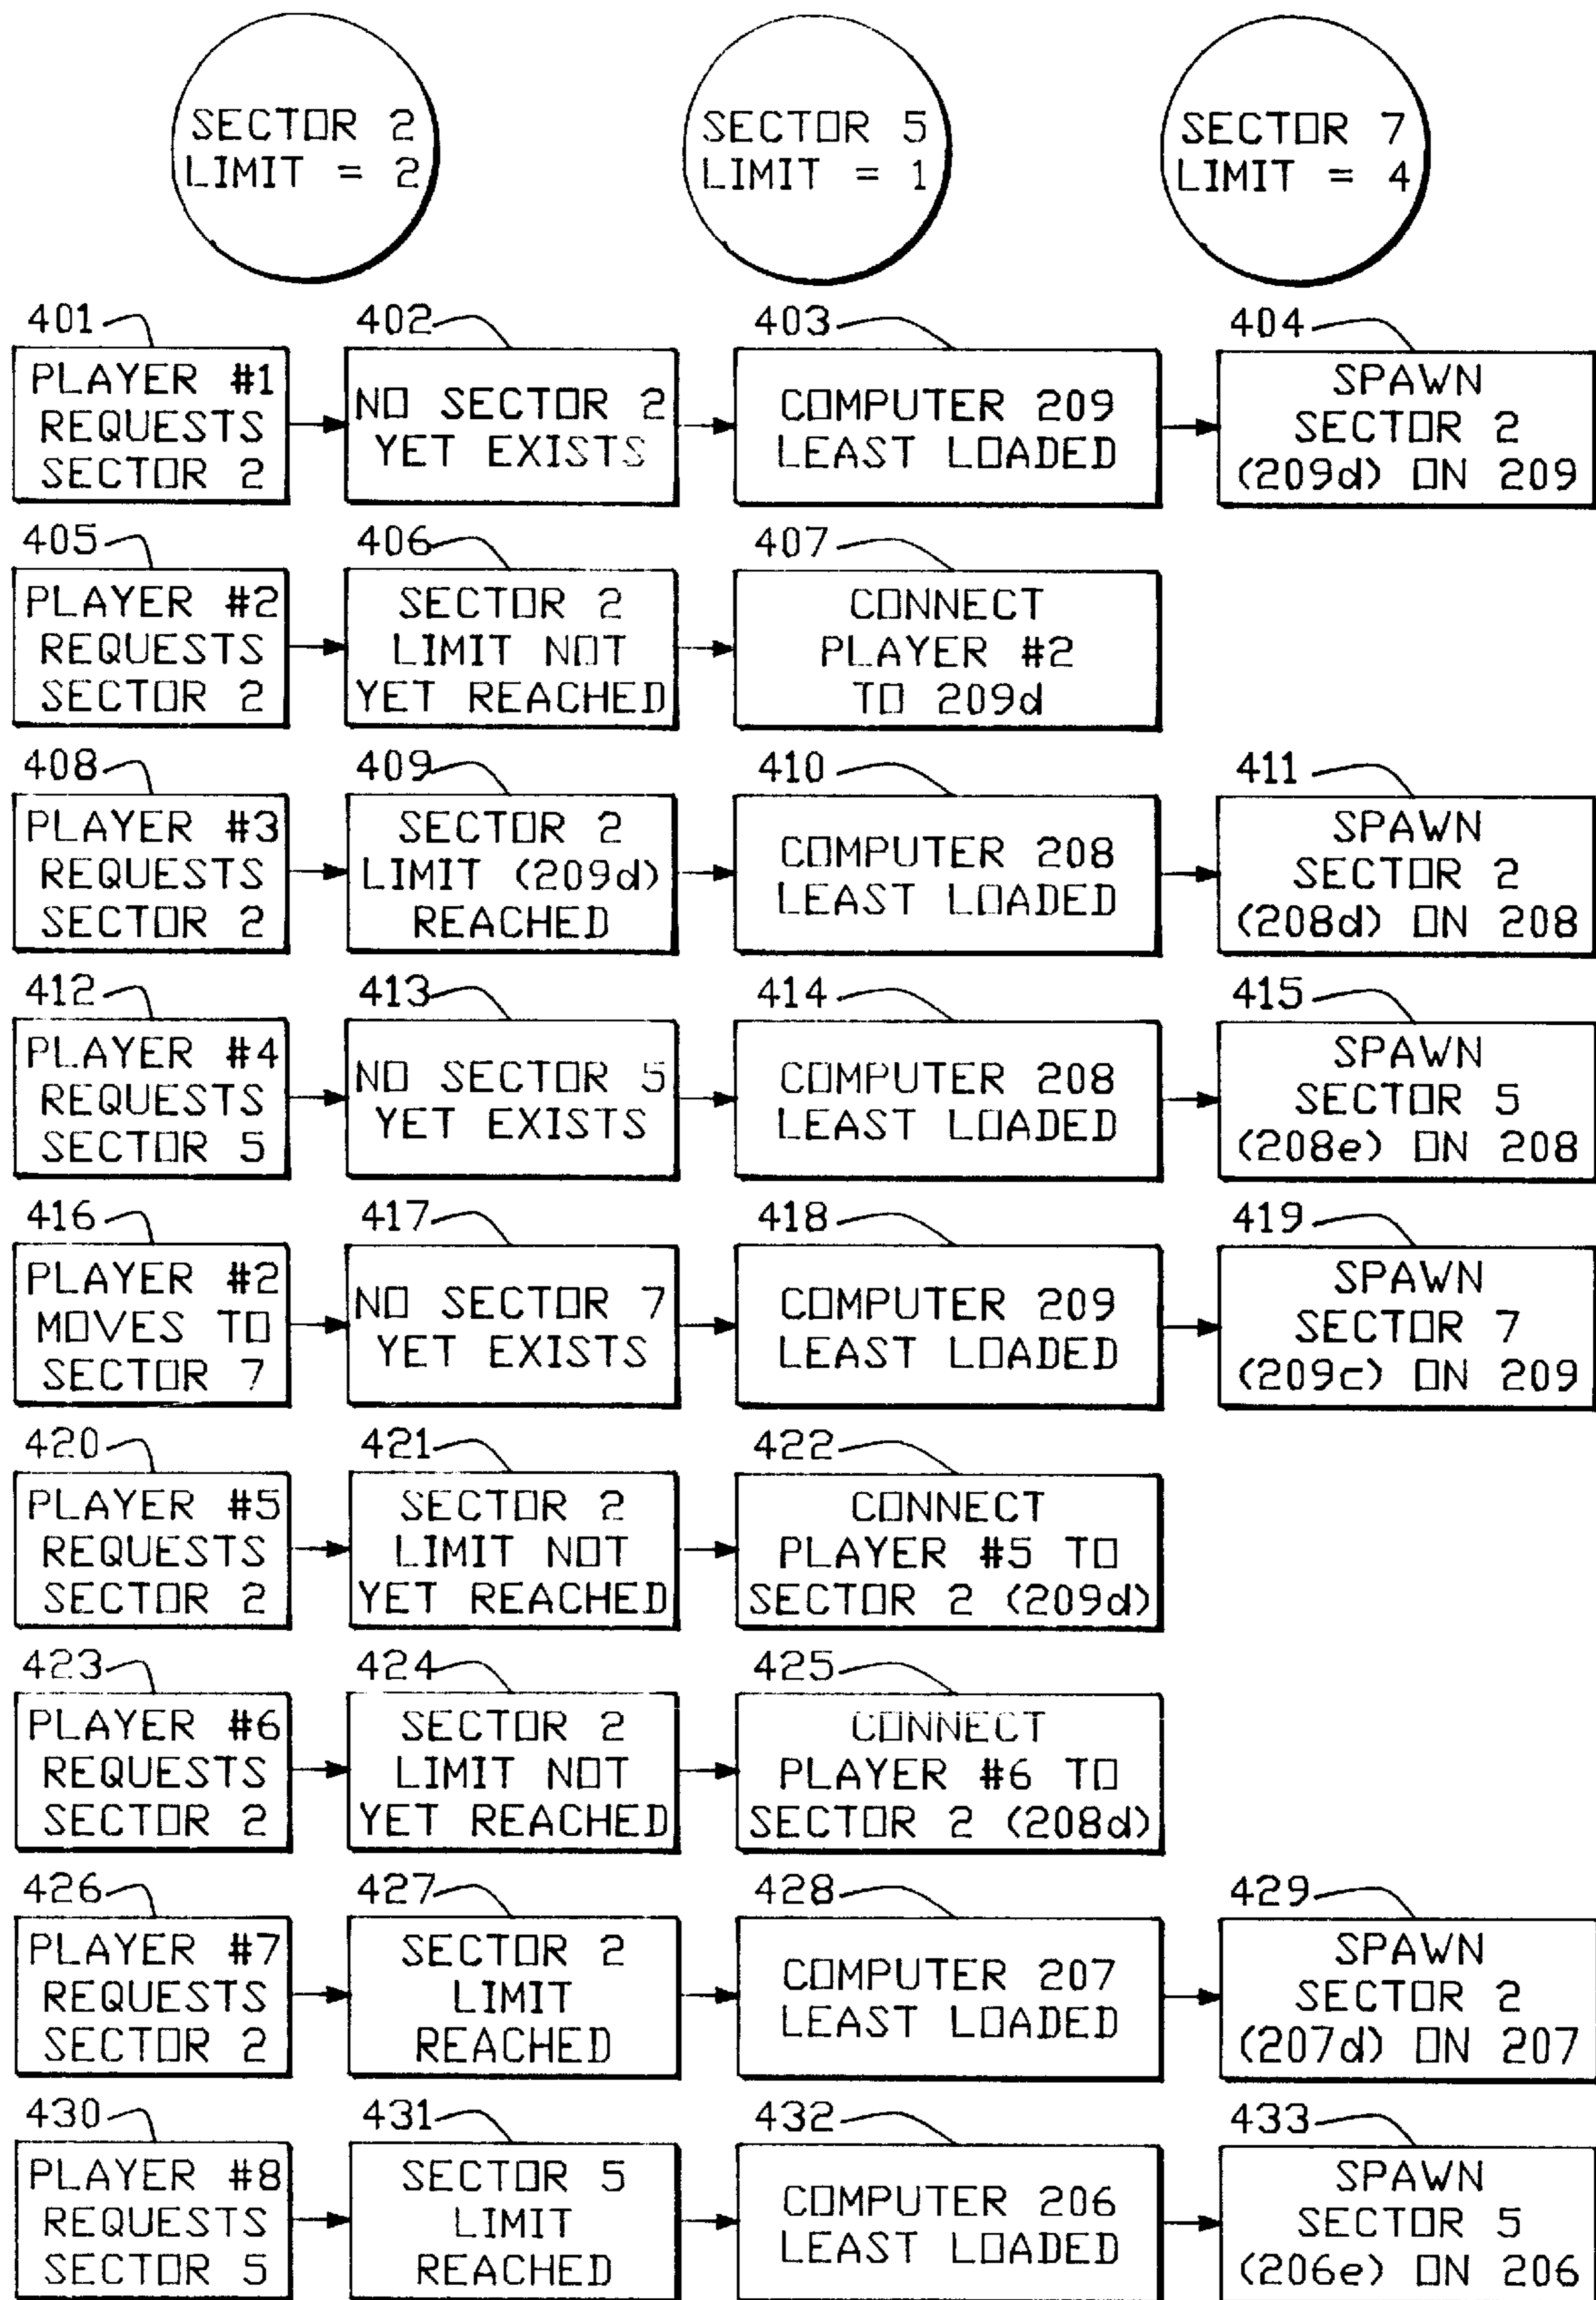 SECTOR 2
LIMIT = 2
SECTOR 5
LIMIT = 1
SECTOR 7
LIMIT = 4
401
PLAYER #1
REQUESTS
SECTOR 2
402
NO SECTOR 2
YET EXISTS
403
COMPUTER 209
LEAST LOADED
404
SPAWN
SECTOR 2
(209d) ON 209
405
PLAYER #2
REQUESTS
SECTOR 2
406
SECTOR 2
LIMIT NOT
YET REACHED
407
CONNECT
PLAYER #2
TO 209d
408
PLAYER #3
REQUESTS
SECTOR 2
409
SECTOR 2
LIMIT (209d)
REACHED
410
COMPUTER 208
LEAST LOADED
411
SPAWN
SECTOR 2
(208d) ON 208
412
PLAYER #4
REQUESTS
SECTOR 5
413
NO SECTOR 5
YET EXISTS
414
COMPUTER 208
LEAST LOADED
415
SPAWN
SECTOR 5
(208e) ON 208
416
PLAYER #2
MOVES TO
SECTOR 7
417
NO SECTOR 7
YET EXISTS
418
COMPUTER 209
LEAST LOADED
419
SPAWN
SECTOR 7
(209c) ON 209
420
PLAYER #5
REQUESTS
SECTOR 2
421
SECTOR 2
LIMIT NOT
YET REACHED
422
CONNECT
PLAYER #5 TO
SECTOR 2 (209d)
423
PLAYER #6
REQUESTS
SECTOR 2
424
SECTOR 2
LIMIT NOT
YET REACHED
425
CONNECT
PLAYER #6 TO
SECTOR 2 (208d)
426
PLAYER #7
REQUESTS
SECTOR 2
427
SECTOR 2
LIMIT
REACHED
428
COMPUTER 207
LEAST LOADED
429
SPAWN
SECTOR 2
(207d) ON 207
430
PLAYER #8
REQUESTS
SECTOR 5
431
SECTOR 5
LIMIT
REACHED
432
COMPUTER 206
LEAST LOADED
433
SPAWN
SECTOR 5
(206e) ON 206